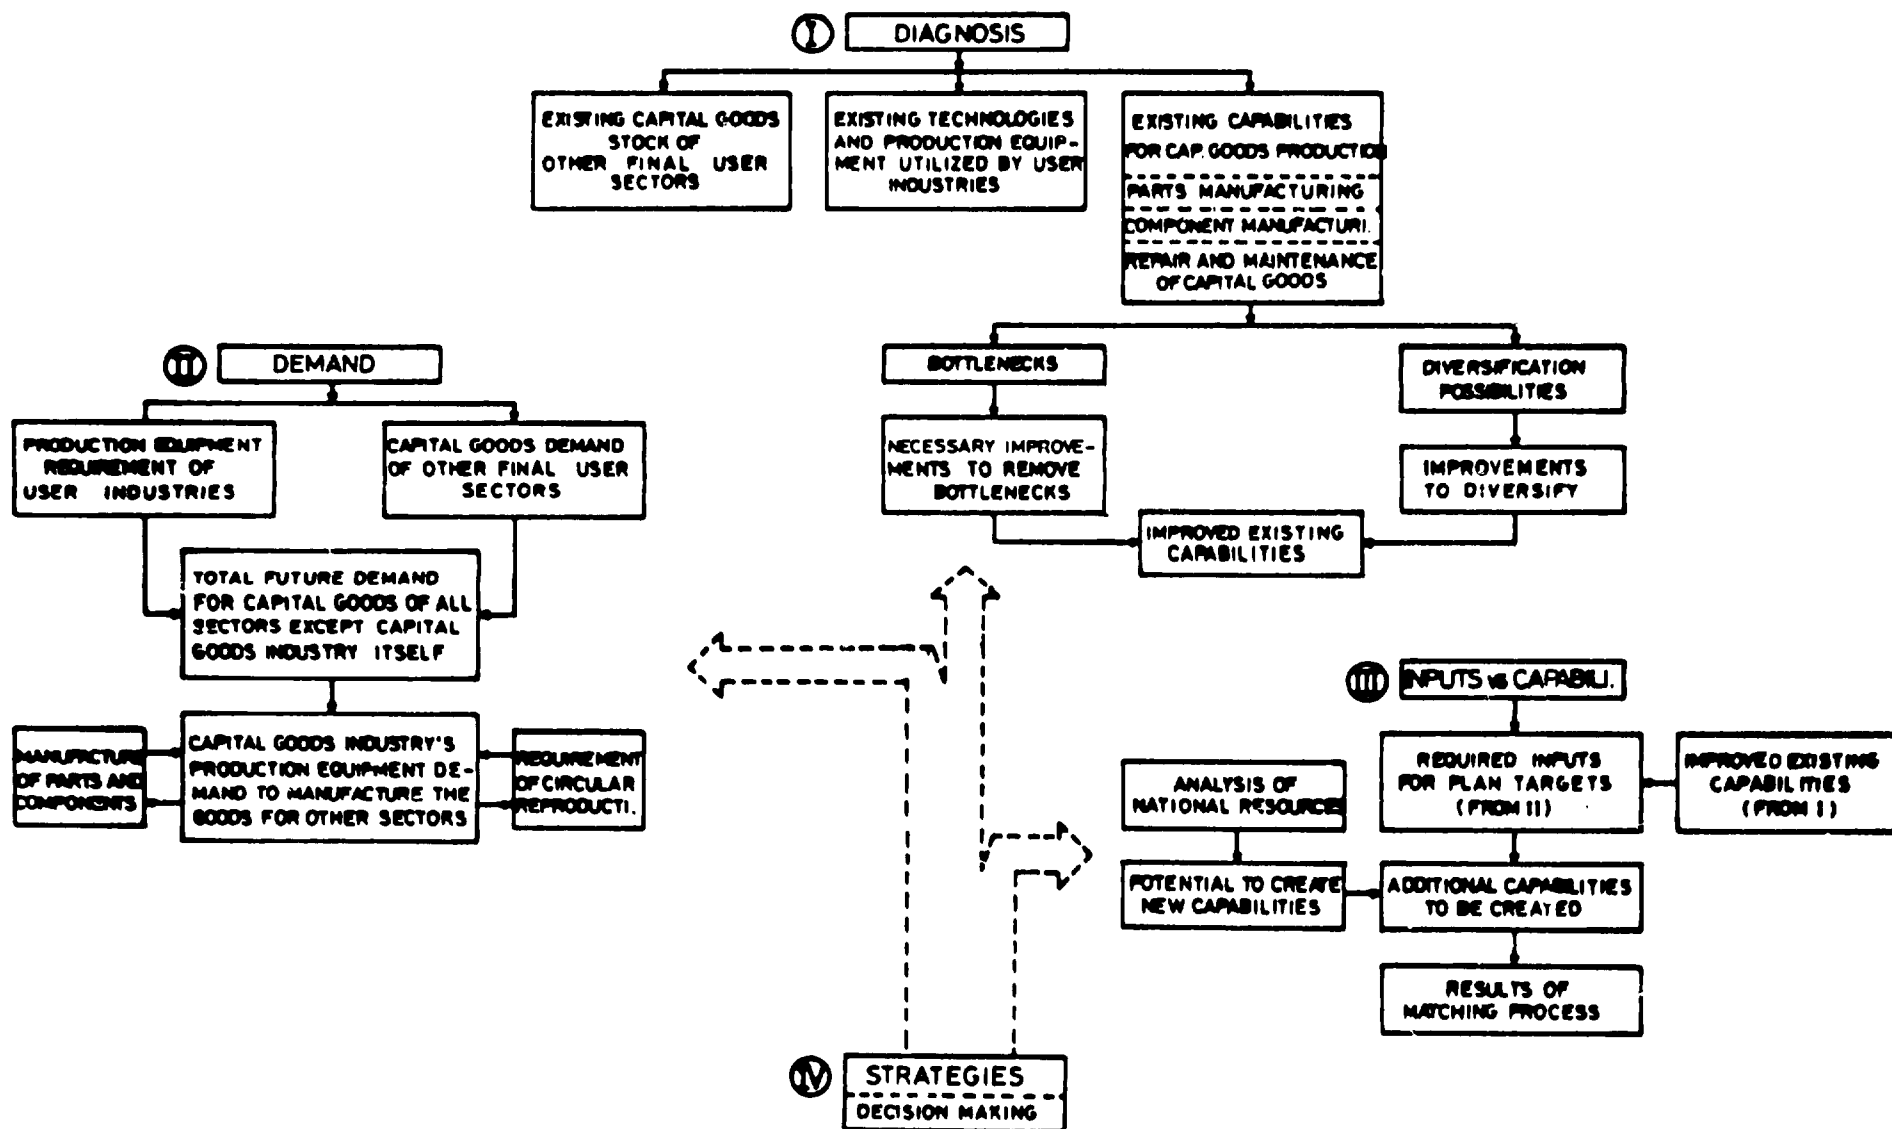 I DIAGNOSIS
EXISTING CAPITAL GOODS
STOCK OF
OTHER FINAL USER
SECTORS
EXISTING TECHNOLOGIES
AND PRODUCTION EQUIP-
MENT UTILIZED BY USER
INDUSTRIES
EXISTING CAPABILITIES
FOR CAP. GOODS PRODUCTION
PARTS MANUFACTURING
COMPONENT MANUFACTURI.
REPAIR AND MAINTENANCE
OF CAPITAL GOODS
BOTTLENECKS
DIVERSIFICATION
POSSIBILITIES
NECESSARY IMPROVE-
MENTS TO REMOVE
BOTTLENECKS
IMPROVEMENTS
TO DIVERSIFY
IMPROVED EXISTING
CAPABILITIES
II DEMAND
PRODUCTION EQUIPMENT
REQUIREMENT OF
USER INDUSTRIES
CAPITAL GOODS DEMAND
OF OTHER FINAL USER
SECTORS
TOTAL FUTURE DEMAND
FOR CAPITAL GOODS OF ALL
SECTORS EXCEPT CAPITAL
GOODS INDUSTRY ITSELF
MANUFACTURE
OF PARTS AND
COMPONENTS
CAPITAL GOODS INDUSTRY'S
PRODUCTION EQUIPMENT DE-
MAND TO MANUFACTURE THE
GOODS FOR OTHER SECTORS
REQUIREMENT
OF CIRCULAR
REPRODUCTI.
III INPUTS vs CAPABILI.
ANALYSIS OF
NATIONAL RESOURCES
REQUIRED INPUTS
FOR PLAN TARGETS
(FROM II)
IMPROVED EXISTING
CAPABILITIES
(FROM I)
POTENTIAL TO CREATE
NEW CAPABILITIES
ADDITIONAL CAPABILITIES
TO BE CREATED
RESULTS OF
MATCHING PROCESS
IV STRATEGIES
DECISION MAKING